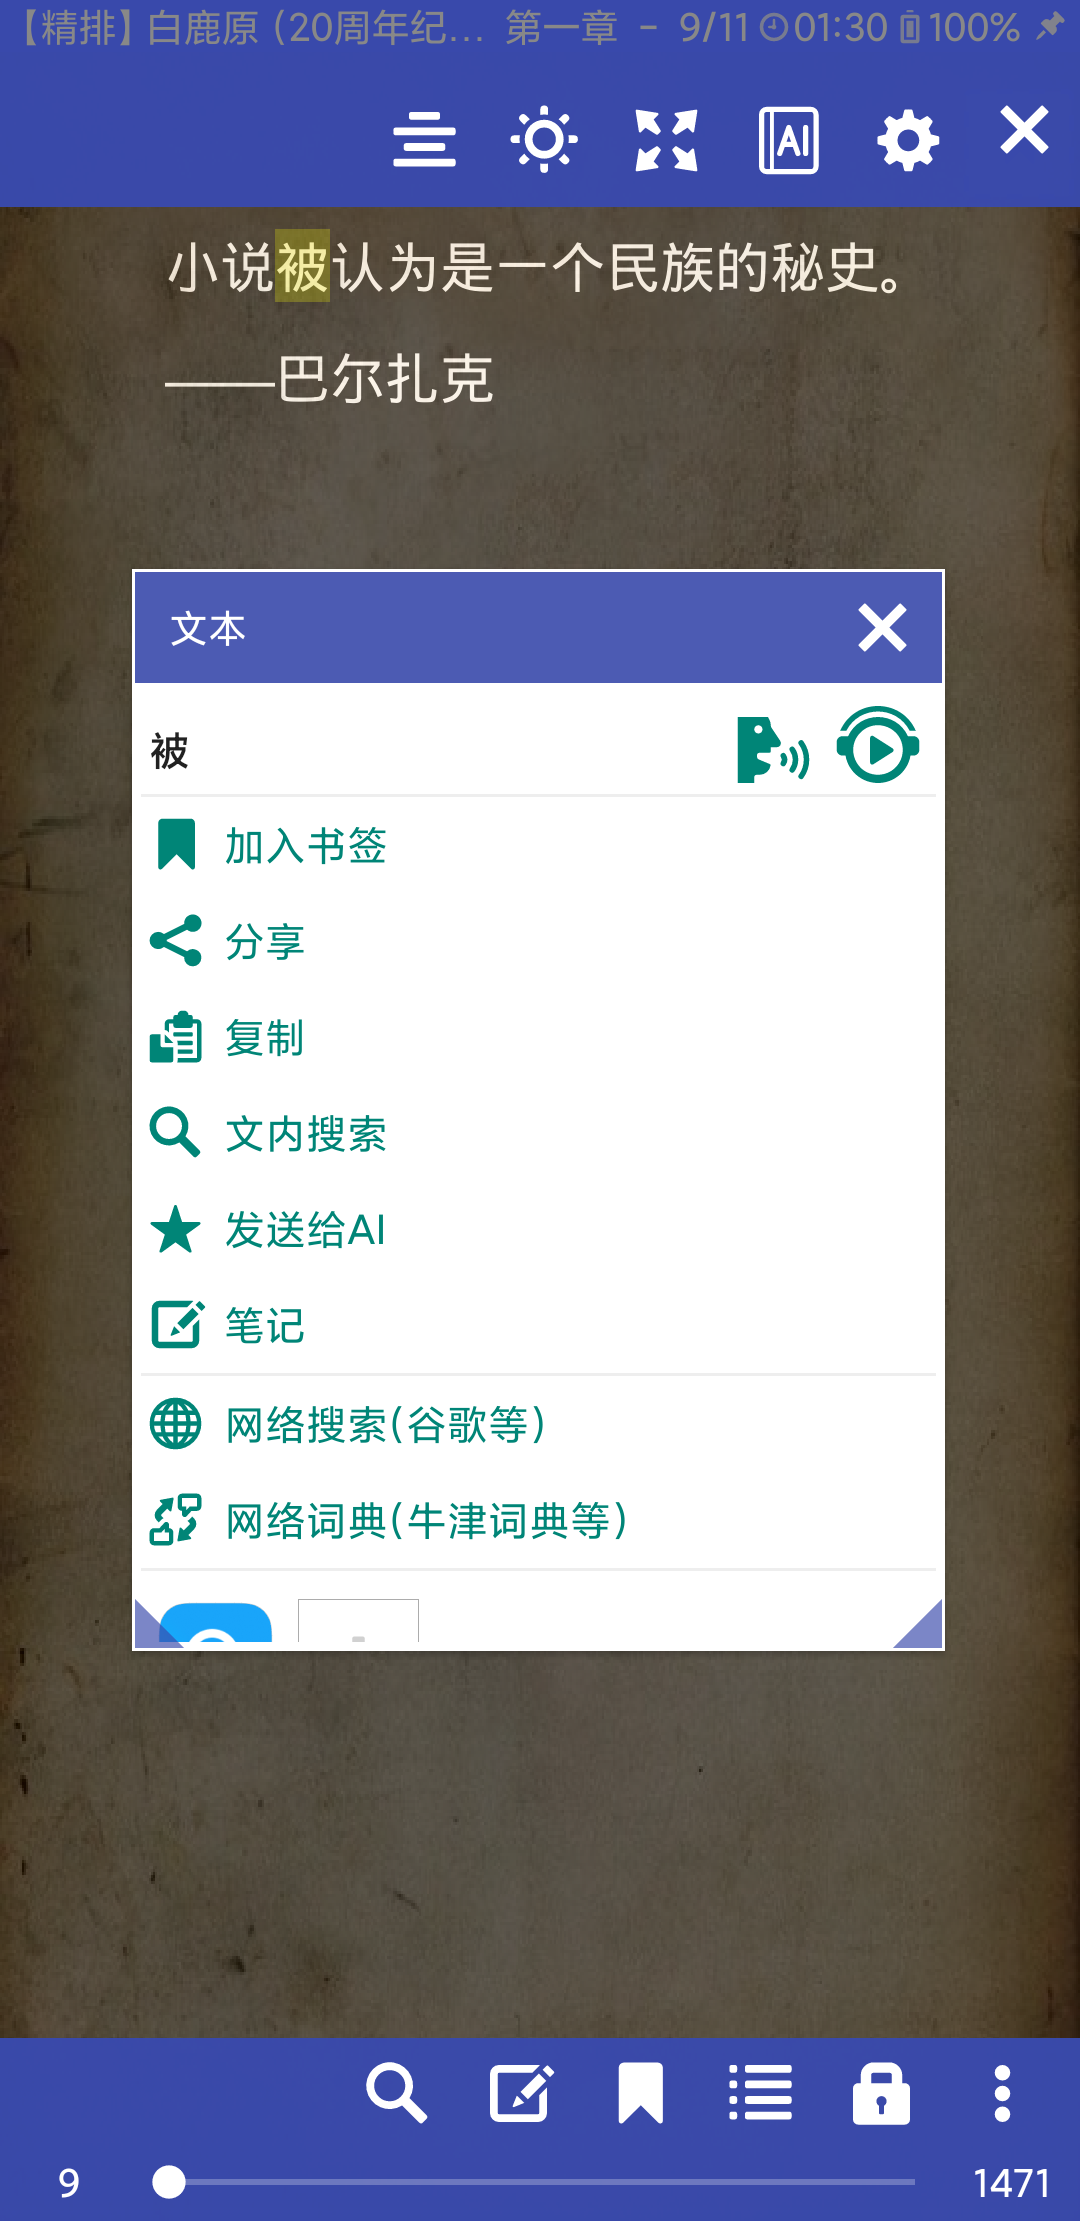 【精排】白鹿原（20周年纪... 第一章 - 9/11 01:30 100%
AI
小说被认为是一个民族的秘史。
——巴尔扎克
文本
被
加入书签
分享
复制
文内搜索
发送给AI
笔记
网络搜索(谷歌等)
网络词典(牛津词典等)
9 1471